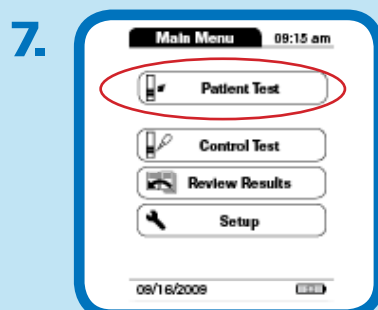 7.
Main Menu 09:15 am
Patient Test
Control Test
Review Results
Setup
09/16/2009